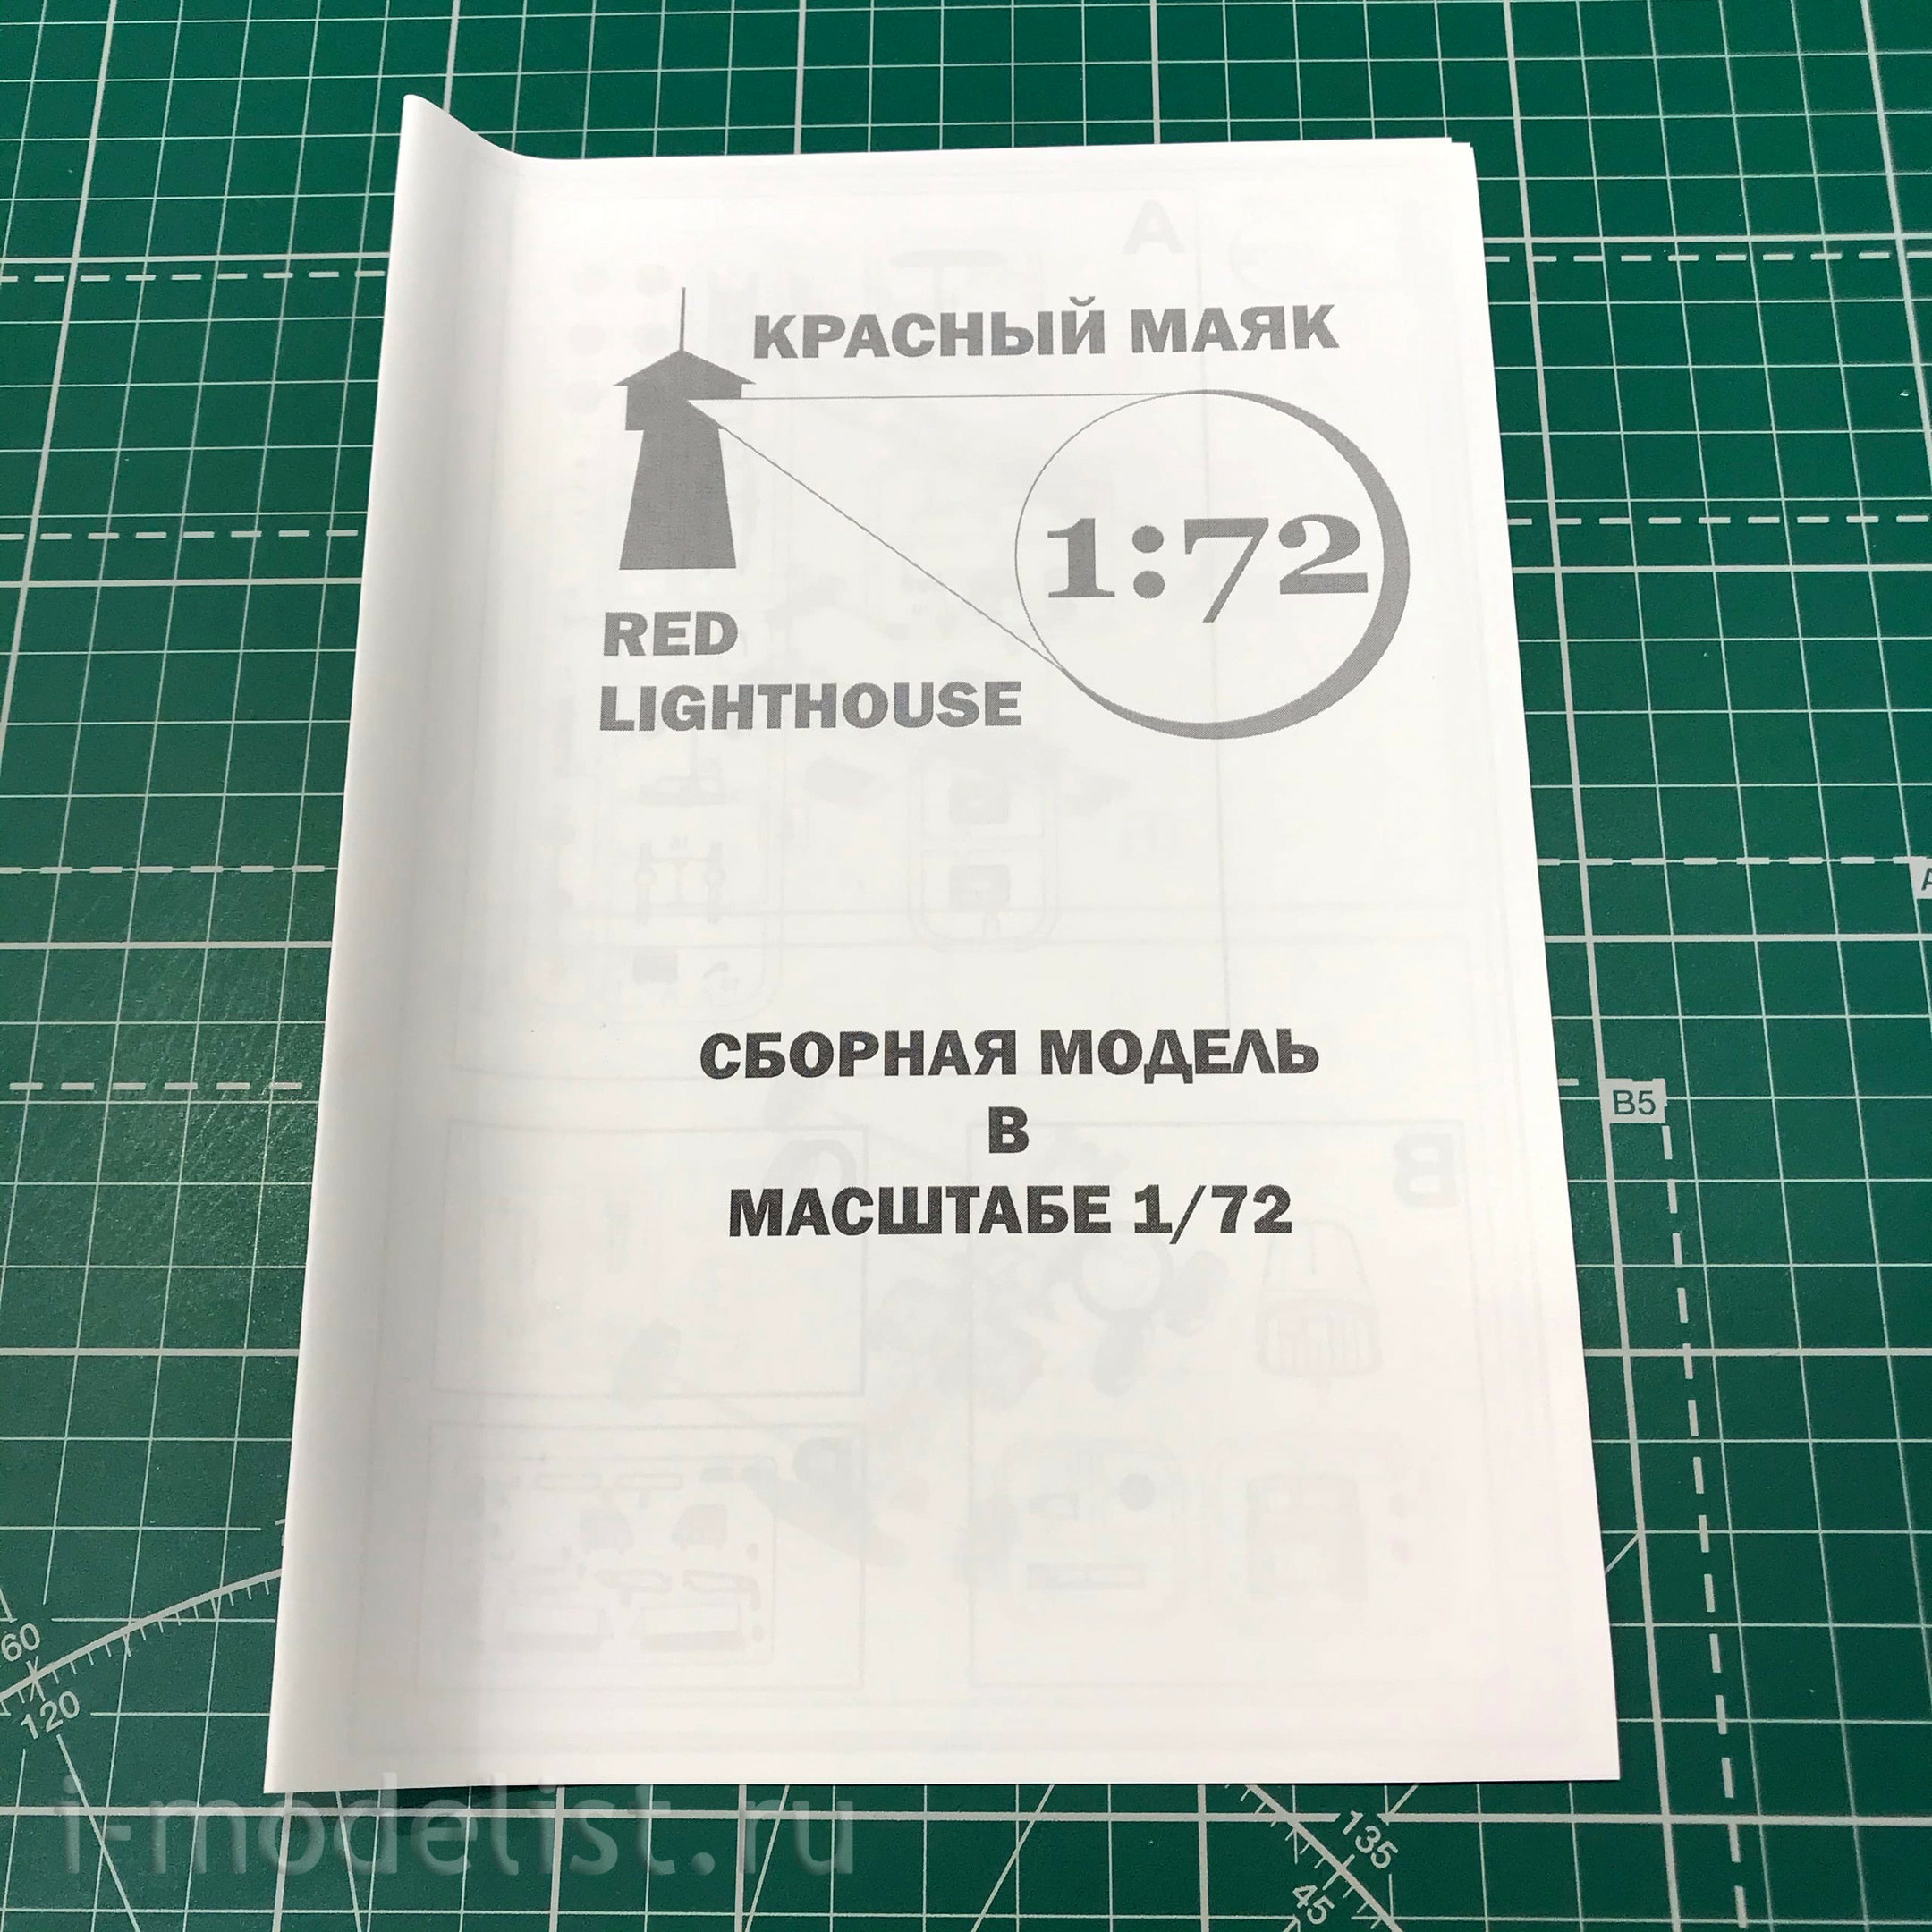 КРАСНЫЙ МАЯК
1:72
RED
LIGHTHOUSE
СБОРНАЯ МОДЕЛЬ
В
МАСШТАБЕ 1/72
B5
60
120
135
45
i-modelist.ru